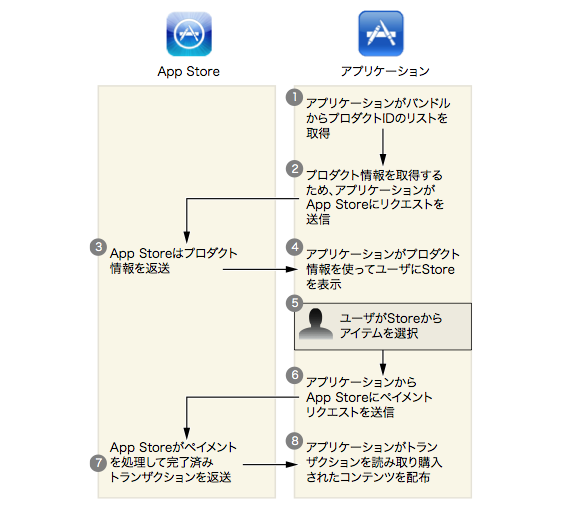 App Store
アプリケーション
1
アプリケーションがバンドル
からプロダクトIDのリストを
取得
2
プロダクト情報を取得する
ため、アプリケーションが
App Storeにリクエストを
送信
3
App Storeはプロダクト
情報を返送
4
アプリケーションがプロダクト
情報を使ってユーザにStore
を表示
5
ユーザがStoreから
アイテムを選択
6
アプリケーションから
App Storeにペイメント
リクエストを送信
7
App Storeがペイメント
を処理して完了済み
トランザクションを返送
8
アプリケーションがトラン
ザクションを読み取り購入
されたコンテンツを配布